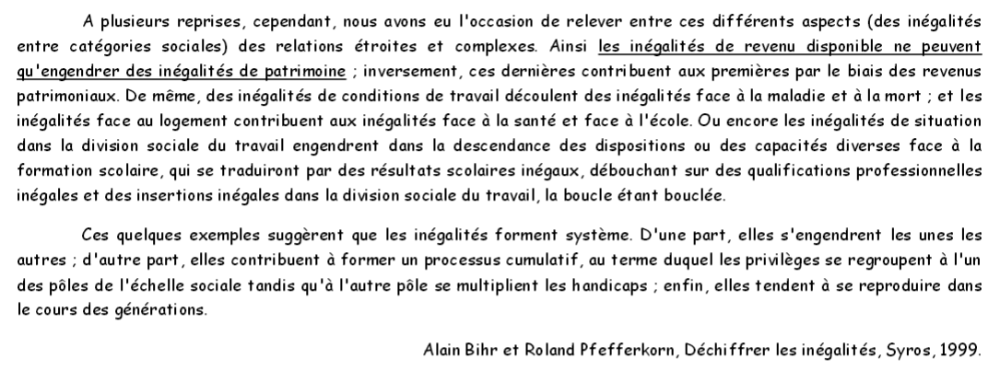 A plusieurs reprises, cependant, nous avons eu l'occasion de relever entre ces différents aspects (des inégalités
entre catégories sociales) des relations étroites et complexes. Ainsi les inégalités de revenu disponible ne peuvent
qu'engendrer des inégalités de patrimoine ; inversement, ces dernières contribuent aux premières par le biais des revenus
patrimoniaux. De même, des inégalités de conditions de travail découlent des inégalités face à la maladie et à la mort ; et les
inégalités face au logement contribuent aux inégalités face à la santé et face à l'école. Ou encore les inégalités de situation
dans la division sociale du travail engendrent dans la descendance des dispositions ou des capacités diverses face à la
formation scolaire, qui se traduiront par des résultats scolaires inégaux, débouchant sur des qualifications professionnelles
inégales et des insertions inégales dans la division sociale du travail, la boucle étant bouclée.
Ces quelques exemples suggèrent que les inégalités forment système. D'une part, elles s'engendrent les unes les
autres ; d'autre part, elles contribuent à former un processus cumulatif, au terme duquel les privilèges se regroupent à l'un
des pôles de l'échelle sociale tandis qu'à l'autre pôle se multiplient les handicaps ; enfin, elles tendent à se reproduire dans
le cours des générations.
Alain Bihr et Roland Pfefferkorn, Déchiffrer les inégalités, Syros, 1999.